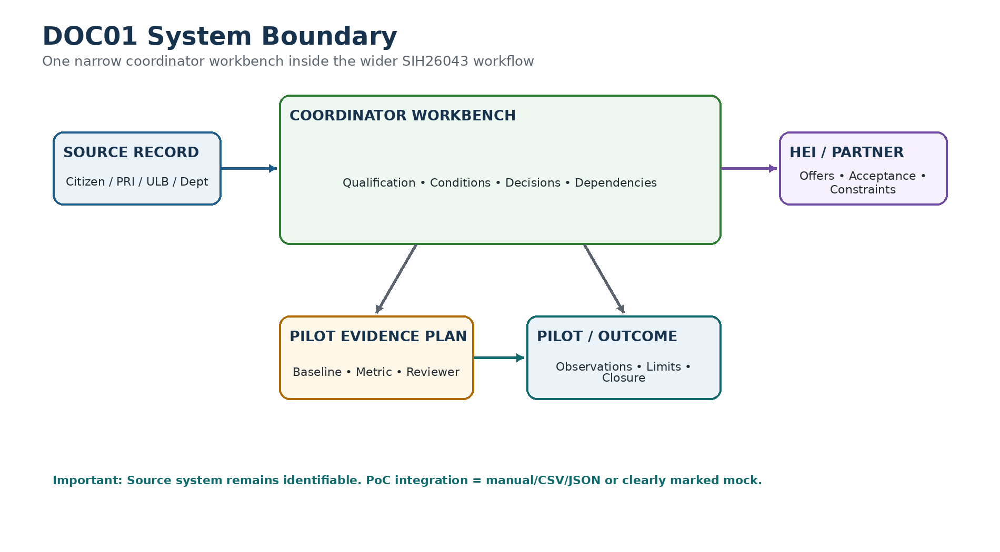 DOC01 System Boundary
One narrow coordinator workbench inside the wider SIH26043 workflow
COORDINATOR WORKBENCH
Qualification • Conditions • Decisions • Dependencies
SOURCE RECORD
Citizen / PRI / ULB / Dept
HEI / PARTNER
Offers • Acceptance •
Constraints
PILOT EVIDENCE PLAN
Baseline • Metric • Reviewer
PILOT / OUTCOME
Observations • Limits •
Closure
Important: Source system remains identifiable. PoC integration = manual/CSV/JSON or clearly marked mock.